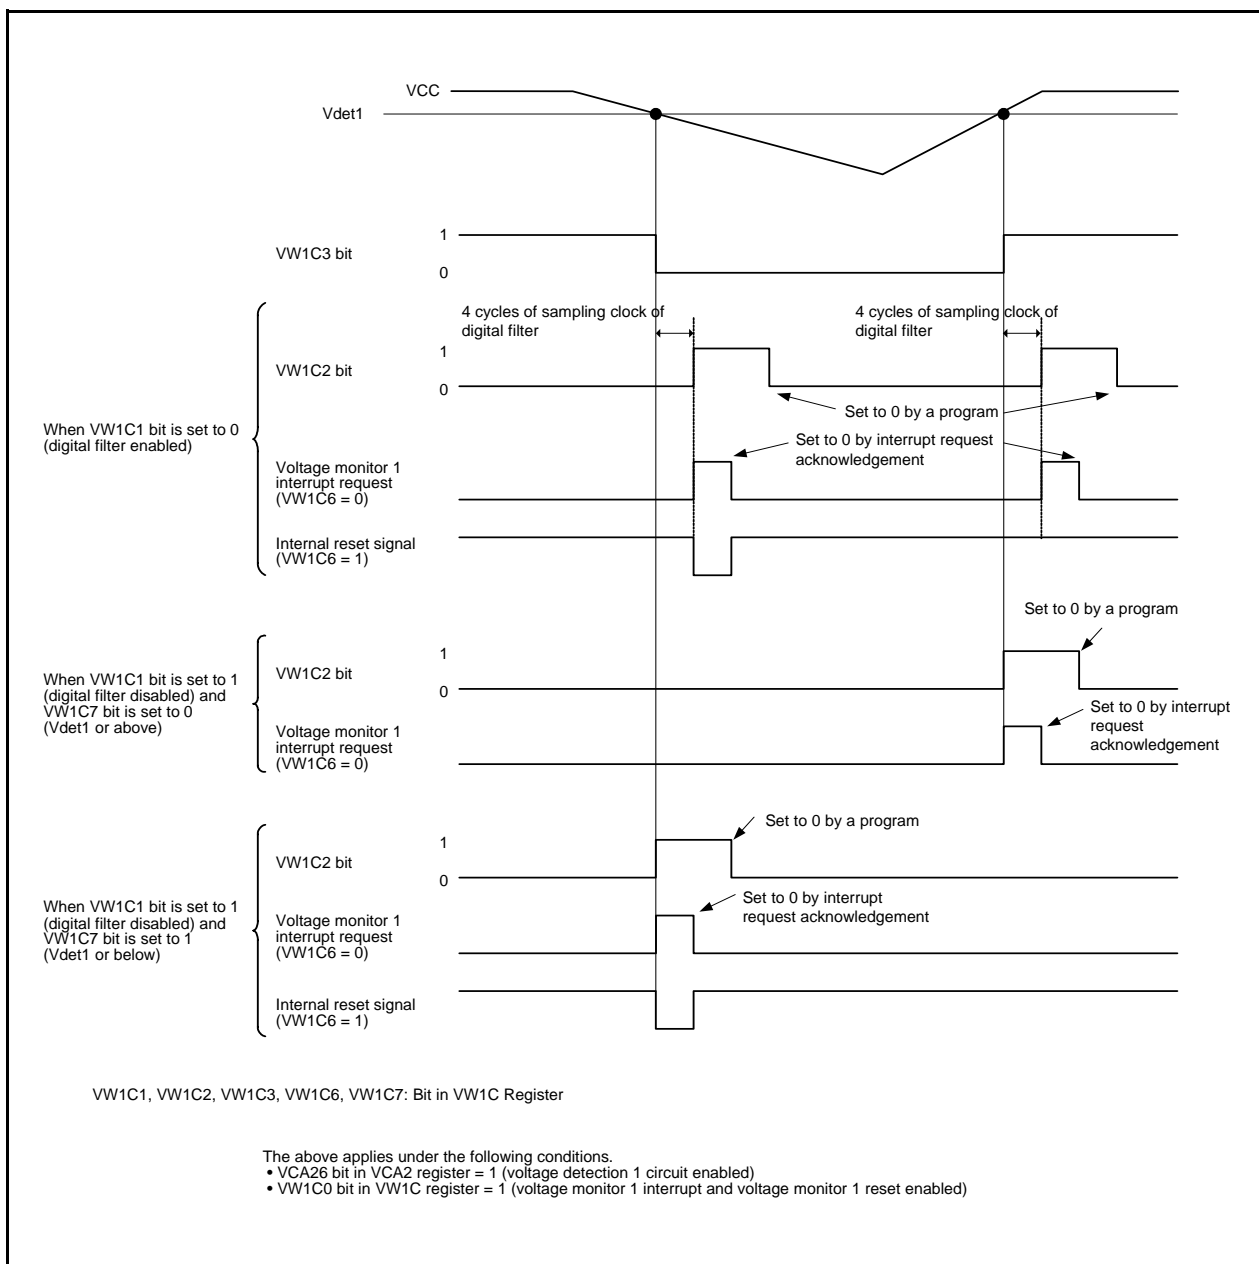 VCC
Vdet1
1
VW1C3 bit
0
4 cycles of sampling clock of
digital filter
4 cycles of sampling clock of
digital filter
1
VW1C2 bit
0
Set to 0 by a program
When VW1C1 bit is set to 0
(digital filter enabled)
Set to 0 by interrupt request
acknowledgement
Voltage monitor 1
interrupt request
(VW1C6 = 0)
Internal reset signal
(VW1C6 = 1)
Set to 0 by a program
1
VW1C2 bit
0
When VW1C1 bit is set to 1
(digital filter disabled) and
VW1C7 bit is set to 0
(Vdet1 or above)
Set to 0 by interrupt
request
acknowledgement
Voltage monitor 1
interrupt request
(VW1C6 = 0)
Set to 0 by a program
1
VW1C2 bit
0
Set to 0 by interrupt
request acknowledgement
When VW1C1 bit is set to 1
(digital filter disabled) and
VW1C7 bit is set to 1
(Vdet1 or below)
Voltage monitor 1
interrupt request
(VW1C6 = 0)
Internal reset signal
(VW1C6 = 1)
VW1C1, VW1C2, VW1C3, VW1C6, VW1C7: Bit in VW1C Register
The above applies under the following conditions.
• VCA26 bit in VCA2 register = 1 (voltage detection 1 circuit enabled)
• VW1C0 bit in VW1C register = 1 (voltage monitor 1 interrupt and voltage monitor 1 reset enabled)